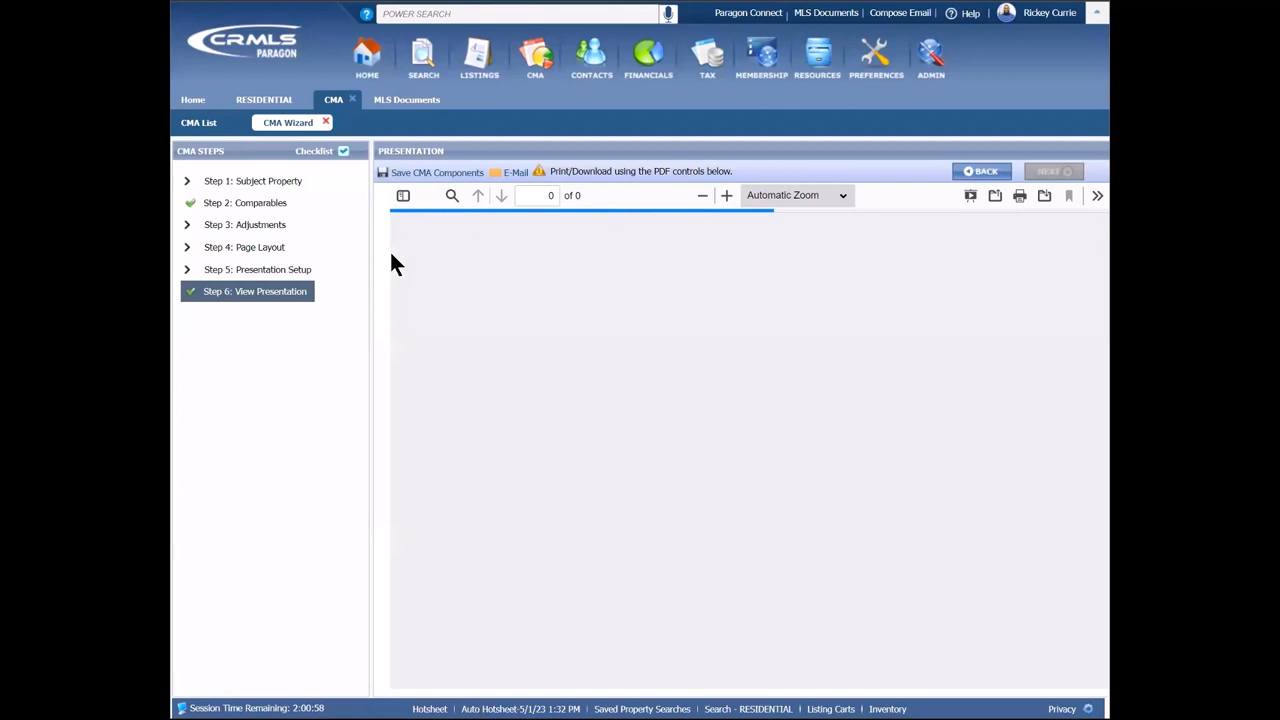 POWER SEARCH
Paragon Connect
MLS Documents
Compose Email
Help
Rickey Currie
CRMLS
PARAGON
HOME
SEARCH
LISTINGS
CMA
CONTACTS
FINANCIALS
TAX
MEMBERSHIP
RESOURCES
PREFERENCES
ADMIN
Home
RESIDENTIAL
CMA
MLS Documents
CMA List
CMA Wizard
CMA STEPS
Checklist
PRESENTATION
Save CMA Components
E-Mail
Print/Download using the PDF controls below.
BACK
NEXT
0 of 0
Automatic Zoom
Step 1: Subject Property
Step 2: Comparables
Step 3: Adjustments
Step 4: Page Layout
Step 5: Presentation Setup
Step 6: View Presentation
Session Time Remaining: 2:00:58
Hotsheet
Auto Hotsheet-5/1/23 1:32 PM
Saved Property Searches
Search - RESIDENTIAL
Listing Carts
Inventory
Privacy